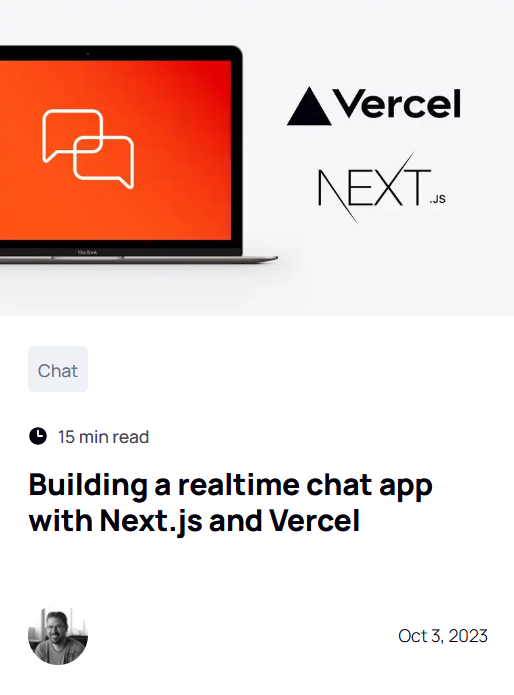 Vercel
NEXT.JS
MacBook
Chat
15 min read
Building a realtime chat app
with Next.js and Vercel
Oct 3, 2023